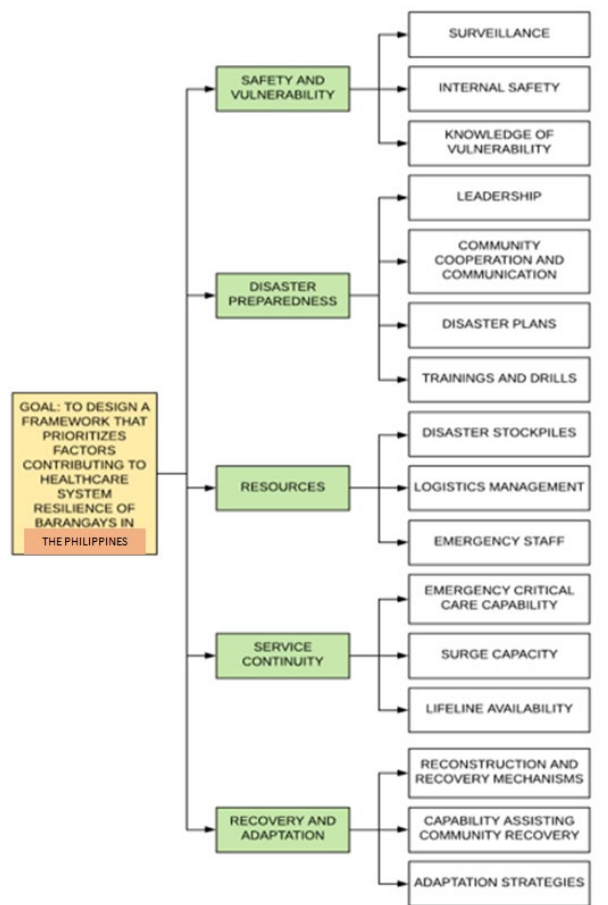 GOAL: TO DESIGN A
FRAMEWORK THAT
PRIORITIZES
FACTORS
CONTRIBUTING TO
HEALTHCARE
SYSTEM
RESILIENCE OF
BARANGAYS IN
THE PHILIPPINES
SAFETY AND
VULNERABILITY
SURVEILLANCE
INTERNAL SAFETY
KNOWLEDGE OF
VULNERABILITY
DISASTER
PREPAREDNESS
LEADERSHIP
COMMUNITY
COOPERATION AND
COMMUNICATION
DISASTER PLANS
TRAININGS AND DRILLS
RESOURCES
DISASTER STOCKPILES
LOGISTICS MANAGEMENT
EMERGENCY STAFF
SERVICE
CONTINUITY
EMERGENCY CRITICAL
CARE CAPABILITY
SURGE CAPACITY
LIFELINE AVAILABILITY
RECOVERY AND
ADAPTATION
RECONSTRUCTION AND
RECOVERY MECHANISMS
CAPABILITY ASSISTING
COMMUNITY RECOVERY
ADAPTATION STRATEGIES